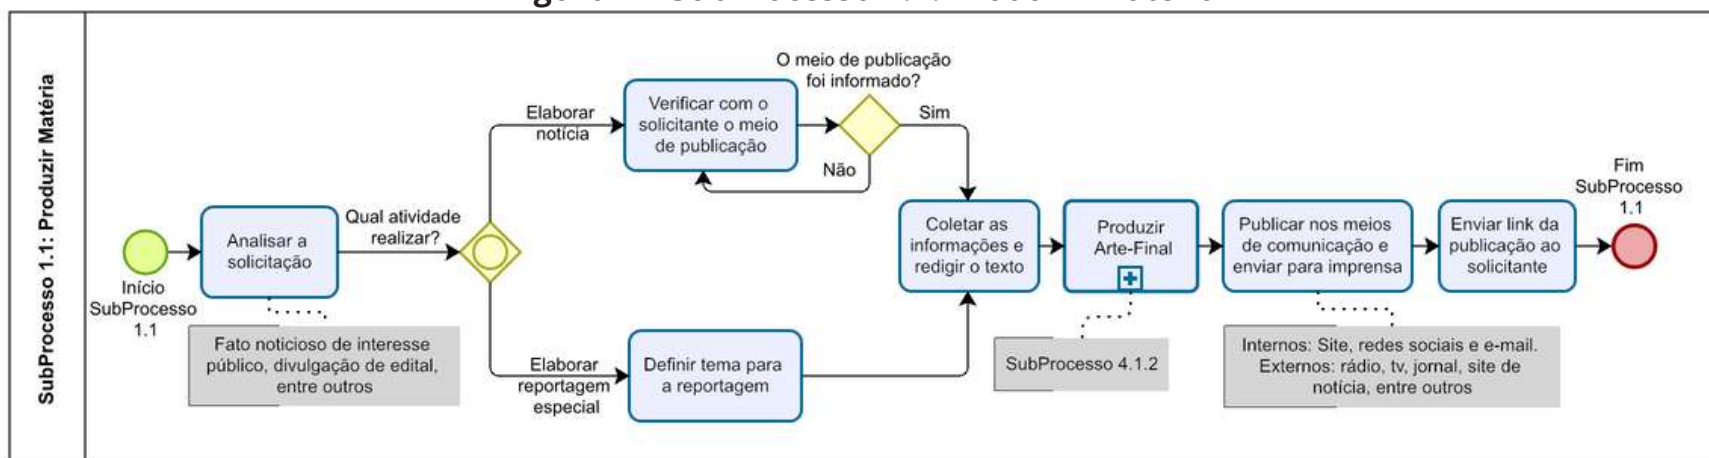 SubProcesso 1.1: Produzir Matéria
Início
SubProcesso
1.1
Analisar a
solicitação
Fato noticioso de interesse
público, divulgação de edital,
entre outros
Qual atividade
realizar?
Elaborar
notícia
Verificar com o
solicitante o meio
de publicação
O meio de publicação
foi informado?
Sim
Não
Elaborar
reportagem
especial
Definir tema para
a reportagem
Coletar as
informações e
redigir o texto
Produzir
Arte-Final
SubProcesso 4.1.2
Publicar nos meios
de comunicação e
enviar para imprensa
Internos: Site, redes sociais e e-mail.
Externos: rádio, tv, jornal, site de
notícia, entre outros
Enviar link da
publicação ao
solicitante
Fim
SubProcesso
1.1